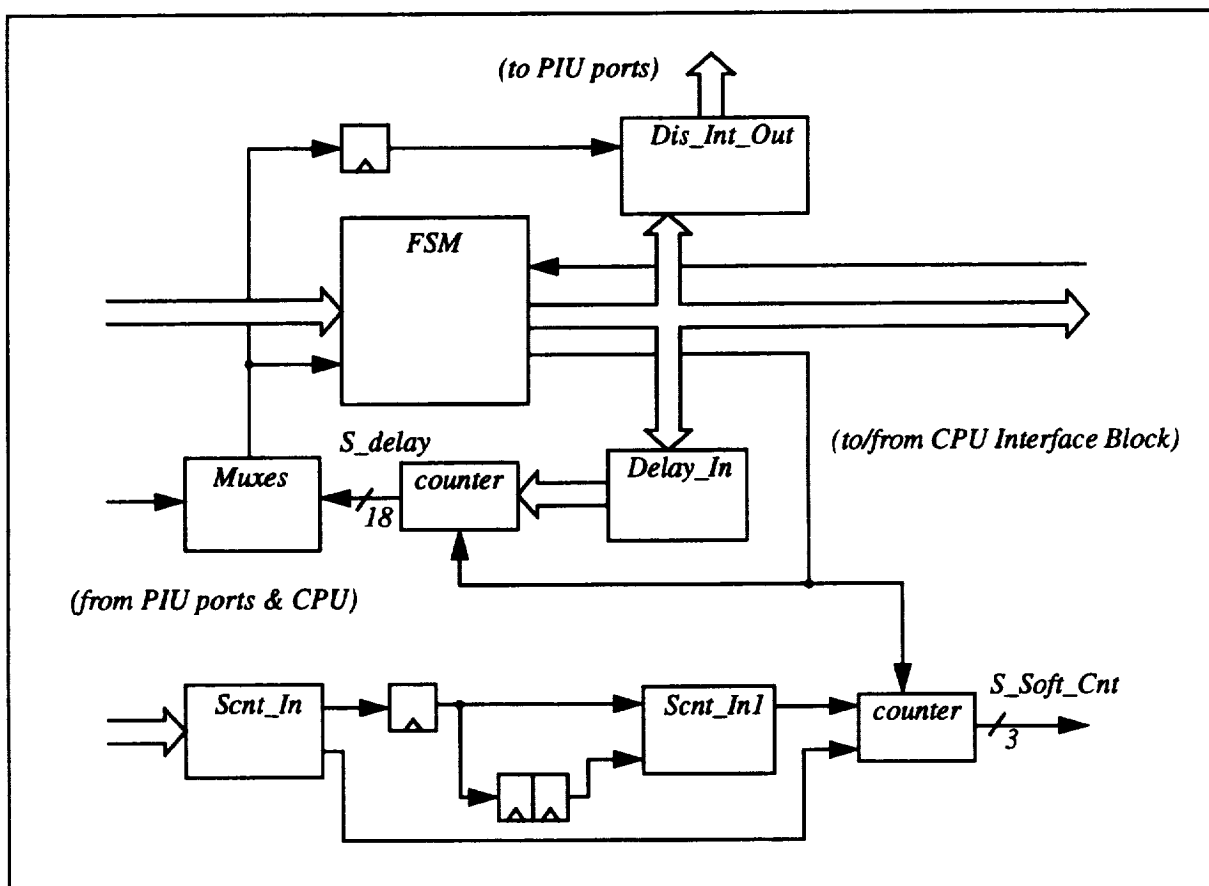 (to PIU ports)
Dis_Int_Out
FSM
S_delay
(to/from CPU Interface Block)
Muxes
counter
Delay_In
18
(from PIU ports & CPU)
Scnt_In
Scnt_In1
S_Soft_Cnt
counter
3